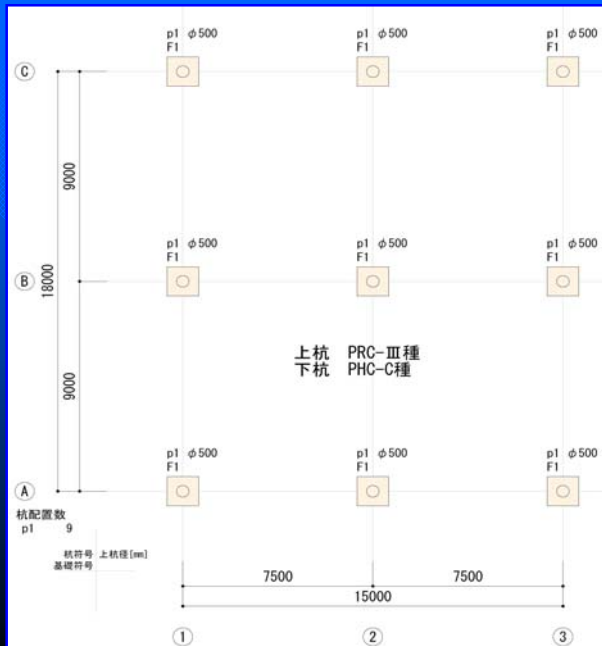 p1 φ500 p1 φ500 p1 φ500
F1 F1 F1
C
9000
p1 φ500 p1 φ500 p1 φ500
F1 F1 F1
B
18000
上杭 PRC-Ⅲ種
下杭 PHC-C種
9000
p1 φ500 p1 φ500 p1 φ500
F1 F1 F1
A
杭配置数
p1 9
杭符号 上杭径[mm]
基礎符号
7500 7500
15000
1 2 3